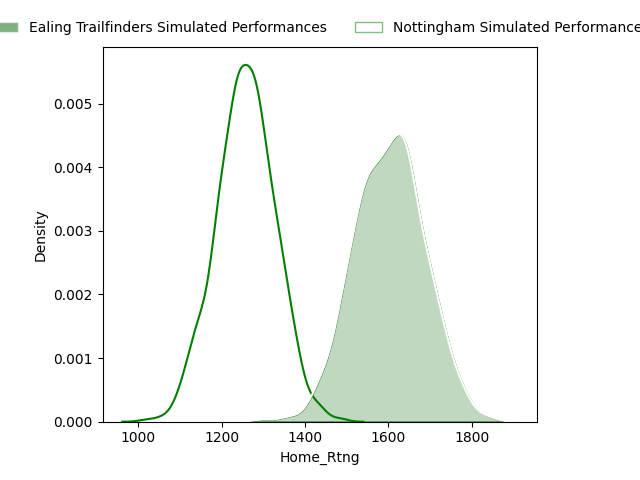 Ealing Trailfinders Simulated Performances
Nottingham Simulated Performance
0.005
0.004
0.003
0.002
0.001
0.000
Density
1000 1200 1400 1600 1800
Home_Rtng